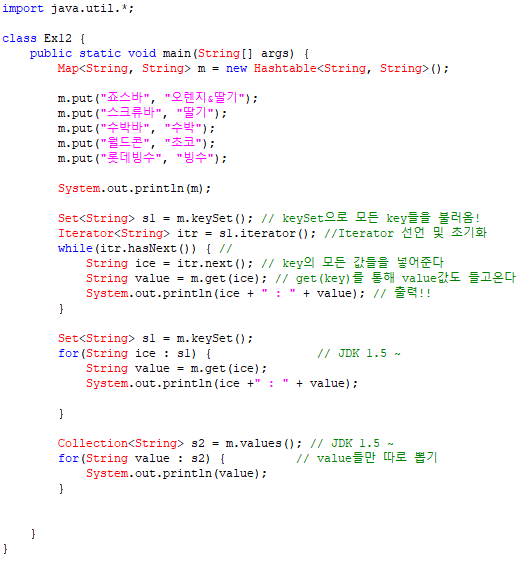 import java.util.*;
class Ex12 {
    public static void main(String[] args) {
        Map<String, String> m = new Hashtable<String, String>();
        m.put("죠스바", "오렌지&딸기");
        m.put("스크류바", "딸기");
        m.put("수박바", "수박");
        m.put("월드콘", "초코");
        m.put("롯데빙수", "빙수");
        System.out.println(m);
        Set<String> s1 = m.keySet(); // keySet으로 모든 key들을 불러옴!
        Iterator<String> itr = s1.iterator(); //Iterator 선언 및 초기화
        while(itr.hasNext()) { //
            String ice = itr.next(); // key의 모든 값들을 넣어준다
            String value = m.get(ice); // get(key)를 통해 value값도 들고온다
            System.out.println(ice + " : " + value); // 출력!!
        }
        Set<String> s1 = m.keySet();
        for(String ice : s1) {               // JDK 1.5 ~
            String value = m.get(ice);
            System.out.println(ice +" : " + value);
        }
        Collection<String> s2 = m.values(); // JDK 1.5 ~
        for(String value : s2) {          // value들만 따로 뽑기
            System.out.println(value);
        }
    }
}